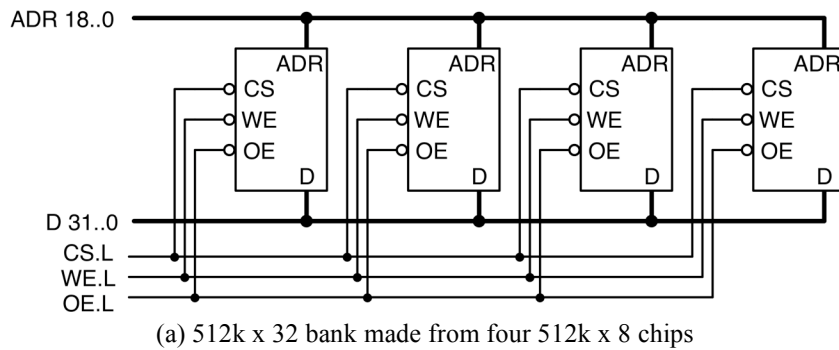 ADR 18..0
ADR ADR ADR ADR
CS CS CS CS
WE WE WE WE
OE OE OE OE
D D D D
D 31..0
CS.L
WE.L
OE.L
(a) 512k x 32 bank made from four 512k x 8 chips